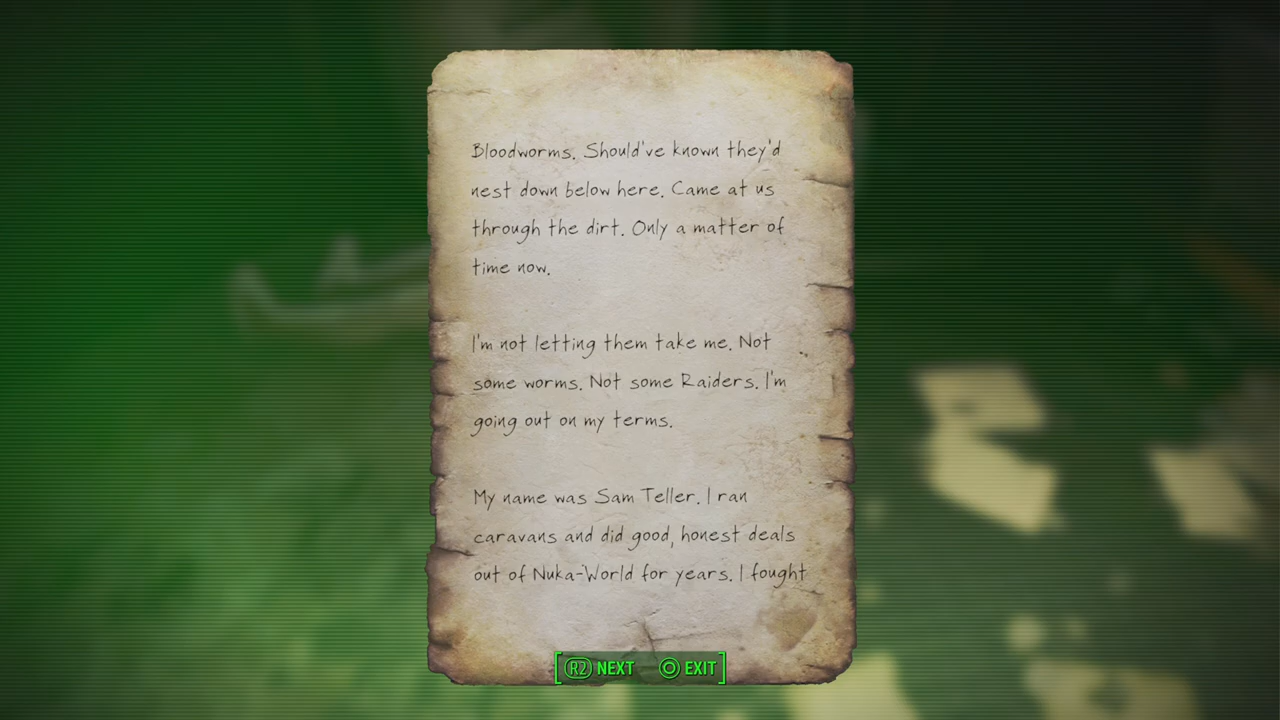 Bloodworms. Should've known they'd
nest down below here. Came at us
through the dirt. Only a matter of
time now.
I'm not letting them take me. Not
some worms. Not some Raiders. I'm
going out on my terms.
My name was Sam Teller. I ran
caravans and did good, honest deals
out of Nuka-World for years. I fought
R2 NEXT EXIT